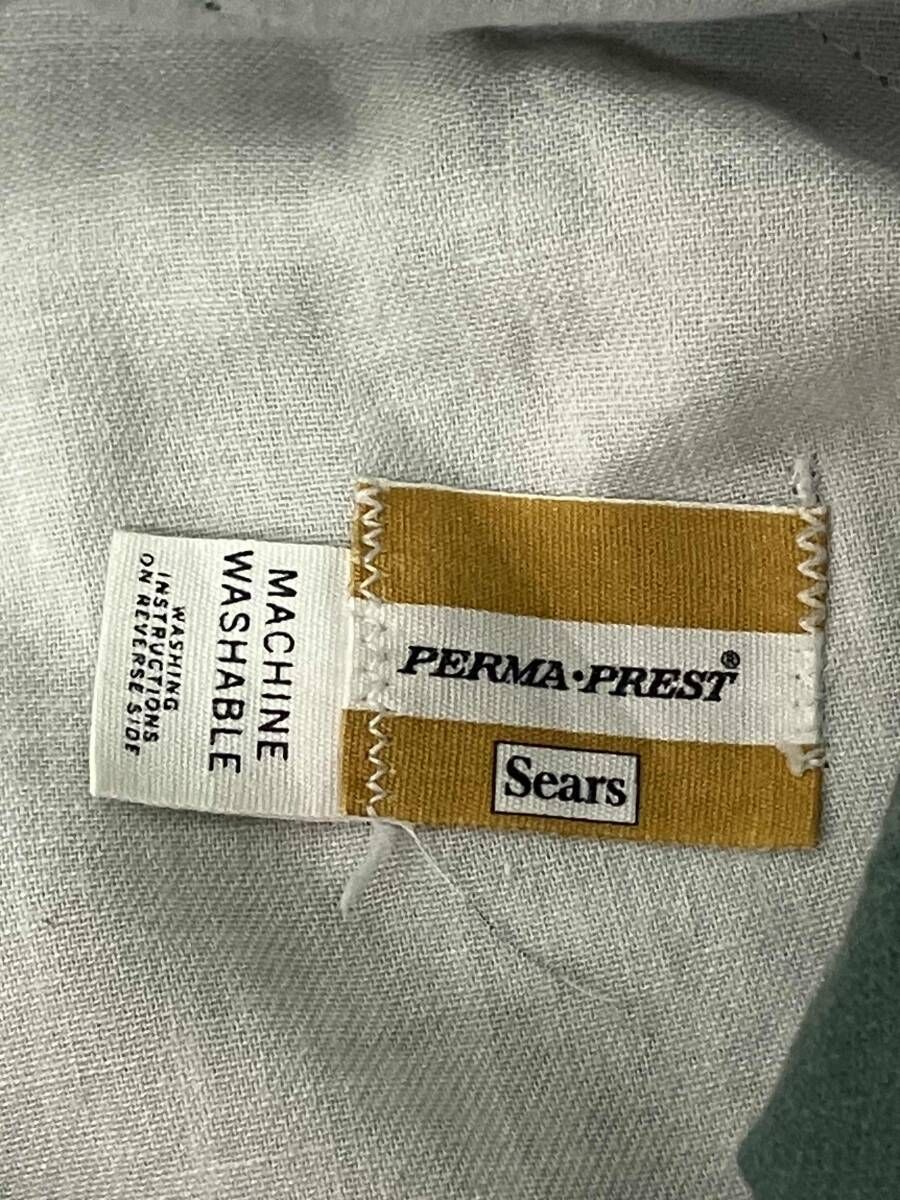 PERMA·PREST®
Sears
MACHINE
WASHABLE
WASHING
INSTRUCTIONS
ON REVERSE SIDE